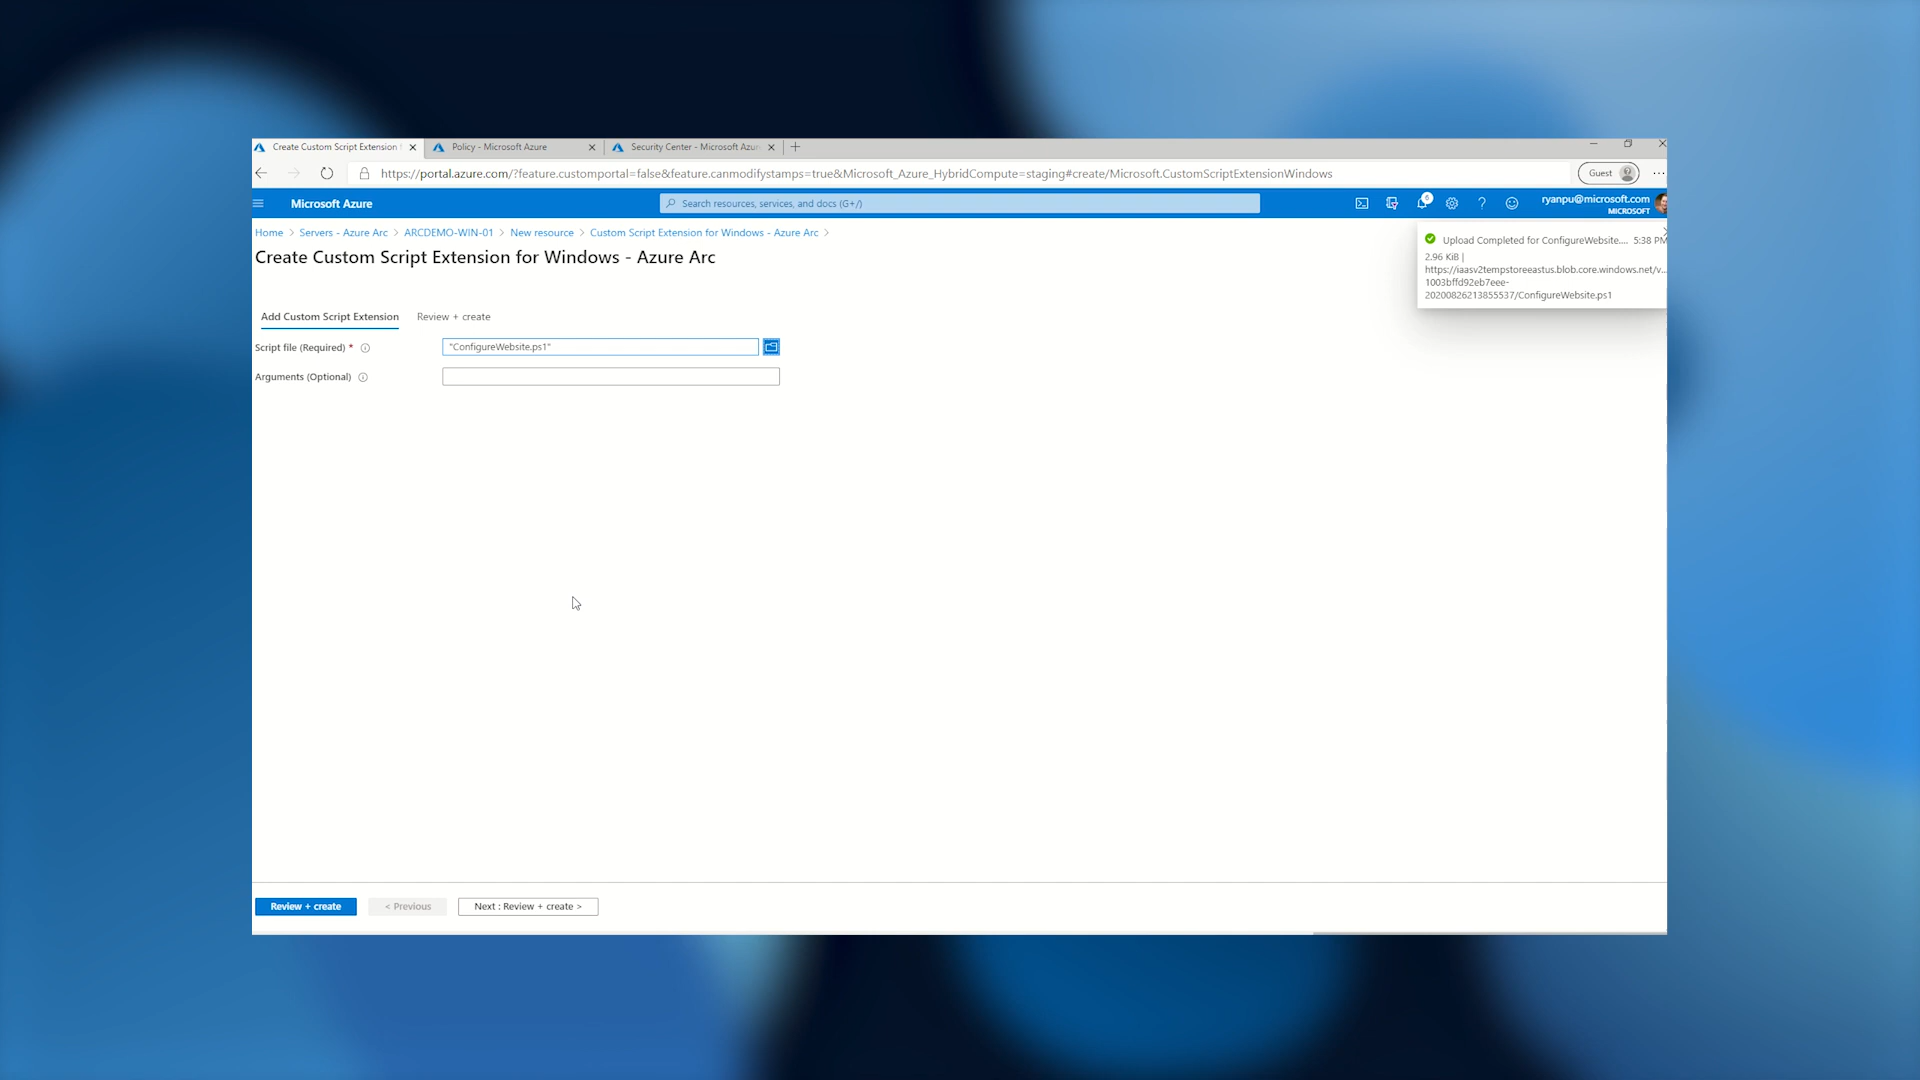 Create Custom Script Extension
Policy - Microsoft Azure
Security Center - Microsoft Azur
https://portal.azure.com/?feature.customportal=false&feature.canmodifystamps=true&Microsoft_Azure_HybridCompute=staging#create/Microsoft.CustomScriptExtensionWindows
Guest
Microsoft Azure
Search resources, services, and docs (G+/)
ryanpu@microsoft.com
MICROSOFT
Home > Servers - Azure Arc > ARCDEMO-WIN-01 > New resource > Custom Script Extension for Windows - Azure Arc >
Create Custom Script Extension for Windows - Azure Arc
Upload Completed for ConfigureWebsite.... 5:38 PM
2.96 KiB |
https://iaasv2tempstoreeastus.blob.core.windows.net/v...
1003bffd92eb7eee-
20200826213855537/ConfigureWebsite.ps1
Add Custom Script Extension
Review + create
Script file (Required) *
"ConfigureWebsite.ps1"
Arguments (Optional)
Review + create
< Previous
Next : Review + create >